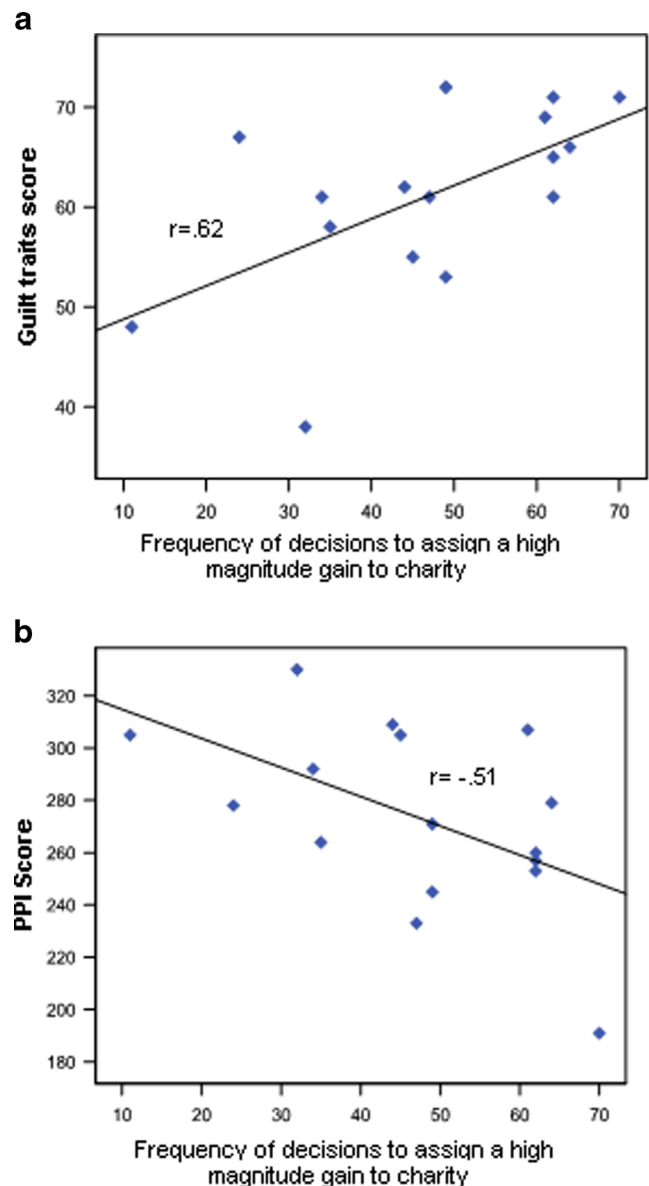 a
Guilt traits score
70
60
50
40
r=.62
10 20 30 40 50 60 70
Frequency of decisions to assign a high
magnitude gain to charity
b
PPI Score
320
300
280
260
240
220
200
180
r= -.51
10 20 30 40 50 60 70
Frequency of decisions to assign a high
magnitude gain to charity